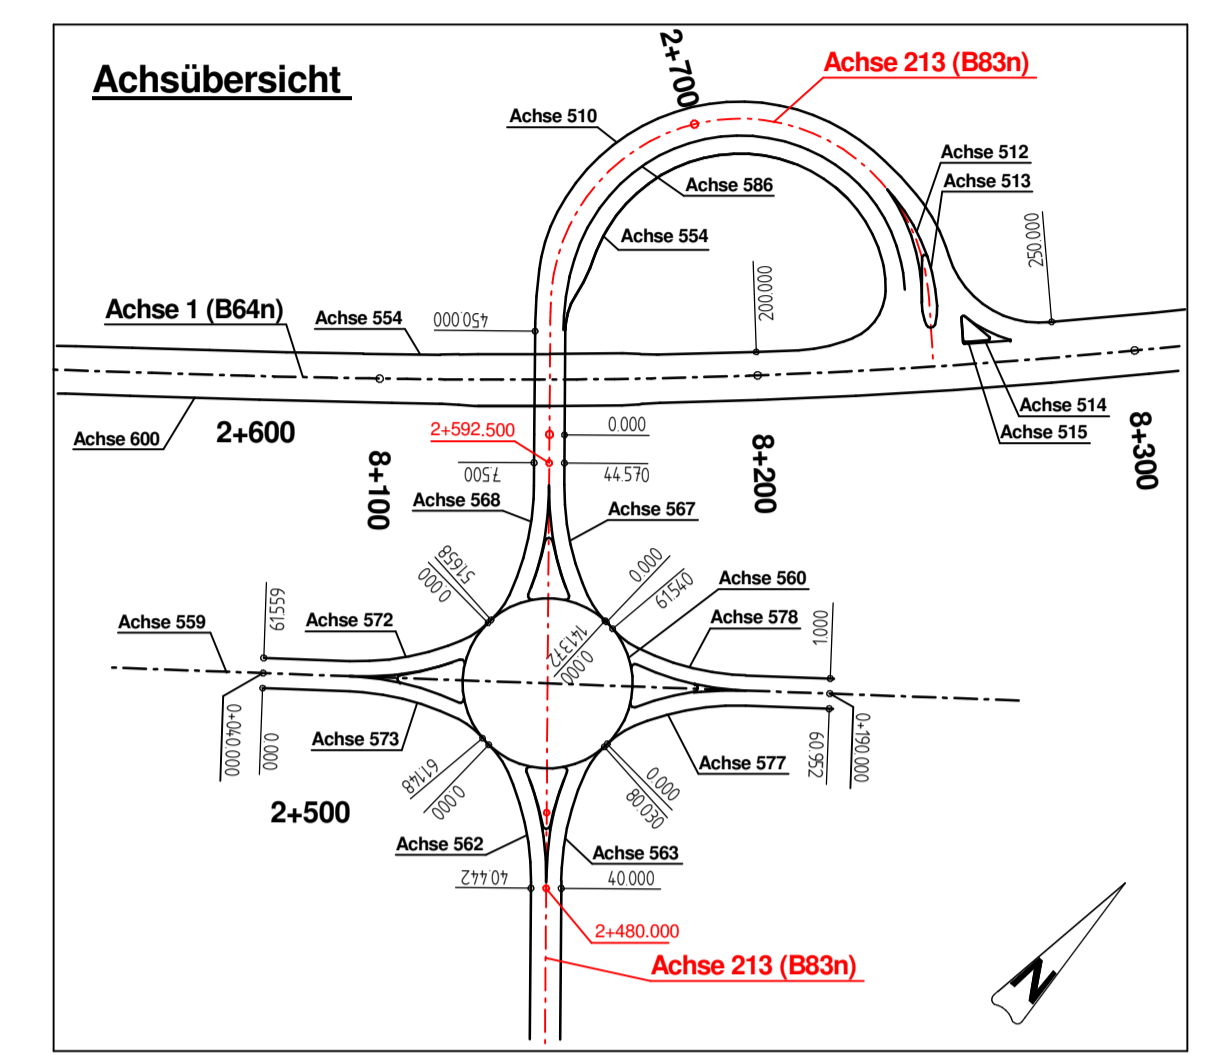 2+700
Achse 213 (B83n)
Achsübersicht
Achse 510
Achse 512
Achse 586
Achse 513
Achse 554
250.000
200.000
Achse 1 (B64n)
Achse 554
450.000
Achse 514
Achse 600
2+600
2+592.500
0.000
Achse 515
8+300
8+100
7.500
44.570
8+200
Achse 568
Achse 567
51.658
0.000
0.000
61.540
Achse 560
61.559
Achse 559
Achse 572
141.372
0.000
Achse 578
1.000
0+040.000
0.000
Achse 573
61.148
0.000
0.000
80.030
Achse 577
60.952
0+190.000
2+500
Achse 562
Achse 563
40.442
40.000
2+480.000
Achse 213 (B83n)
N